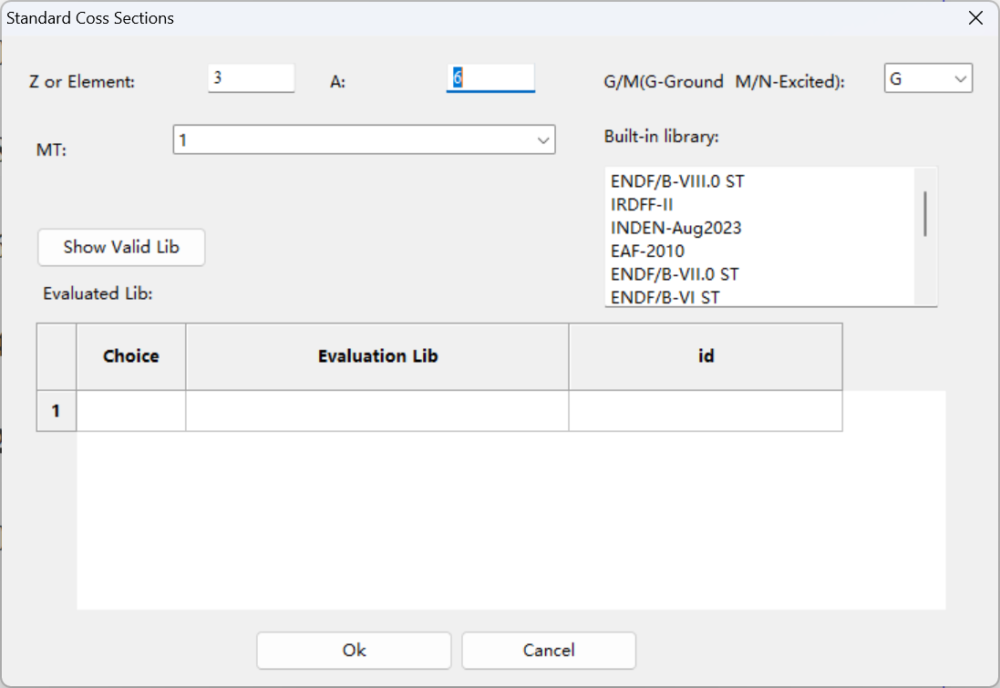 Standard Coss Sections
Z or Element: 3 A: 6 G/M(G-Ground M/N-Excited): G
MT: 1
Built-in library:
ENDF/B-VIII.0 ST
IRDFF-II
INDEN-Aug2023
EAF-2010
ENDF/B-VII.0 ST
ENDF/B-VI ST
Show Valid Lib
Evaluated Lib:
Choice Evaluation Lib id
1
Ok Cancel